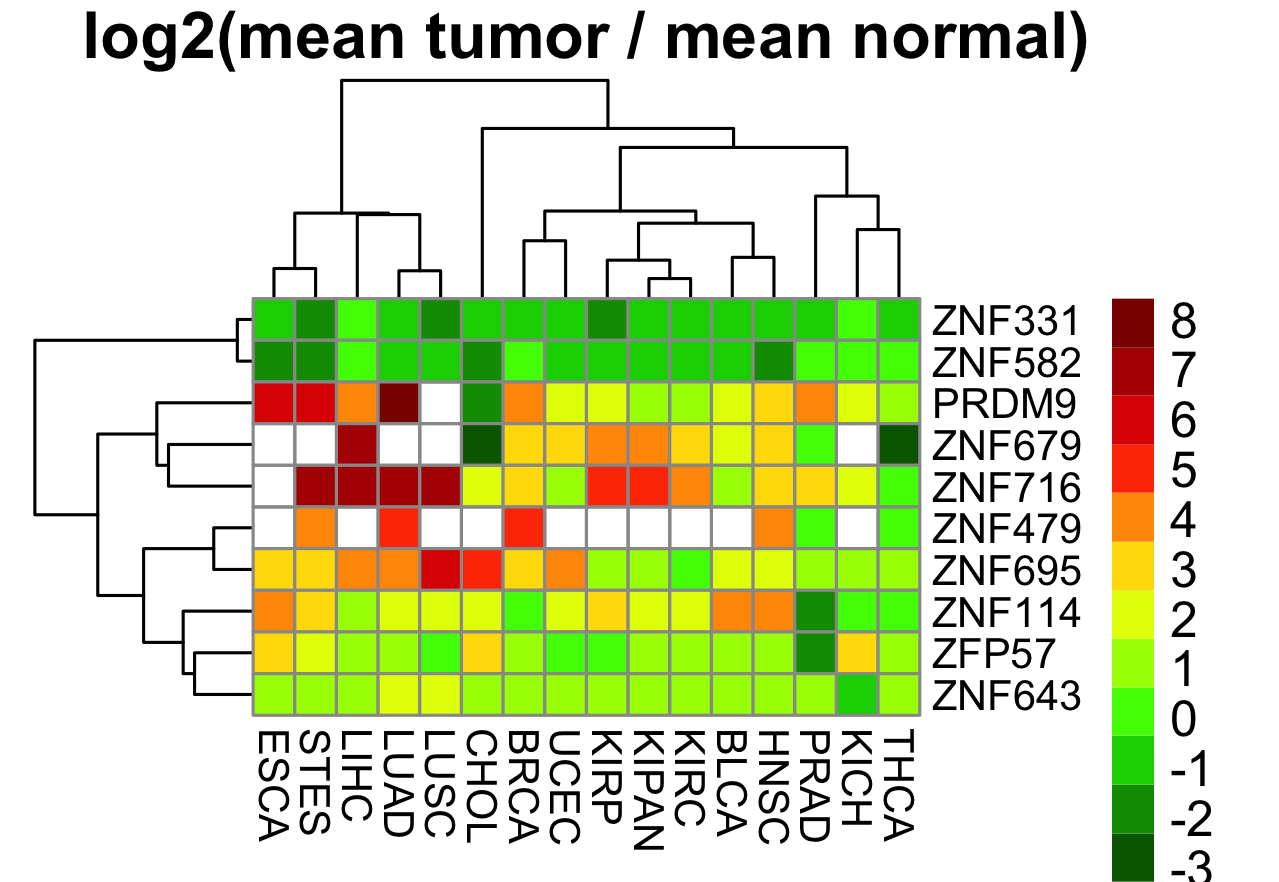 log2(mean tumor / mean normal)
ZNF331
ZNF582
PRDM9
ZNF679
ZNF716
ZNF479
ZNF695
ZNF114
ZFP57
ZNF643
8
7
6
5
4
3
2
1
0
-1
-2
-3
ESCA
STES
LIHC
LUAD
LUSC
CHOL
BRCA
UCEC
KIRP
KIPAN
KIRC
BLCA
HNSC
PRAD
KICH
THCA